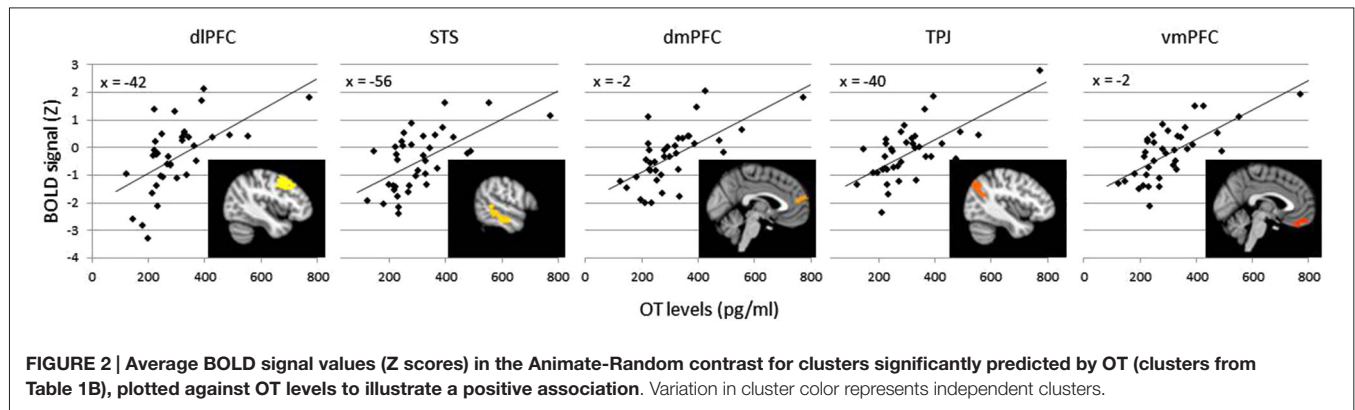 dlPFC STS dmPFC TPJ vmPFC
3
2
1
0
-1
-2
-3
-4
BOLD signal (Z)
x = -42 x = -56 x = -2 x = -40 x = -2
0 200 400 600 800 0 200 400 600 800 0 200 400 600 800 0 200 400 600 800 0 200 400 600 800
OT levels (pg/ml)
FIGURE 2 | Average BOLD signal values (Z scores) in the Animate-Random contrast for clusters significantly predicted by OT (clusters from
Table 1B), plotted against OT levels to illustrate a positive association. Variation in cluster color represents independent clusters.